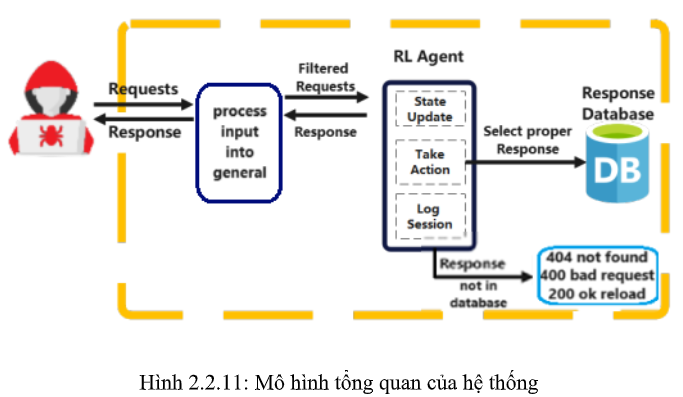 Requests
Response
process
input
into
general
Filtered
Requests
Response
RL Agent
State
Update
Take
Action
Log
Session
Select proper
Response
Response
Database
DB
Response
not in
database
404 not found
400 bad request
200 ok reload
Hình 2.2.11: Mô hình tổng quan của hệ thống